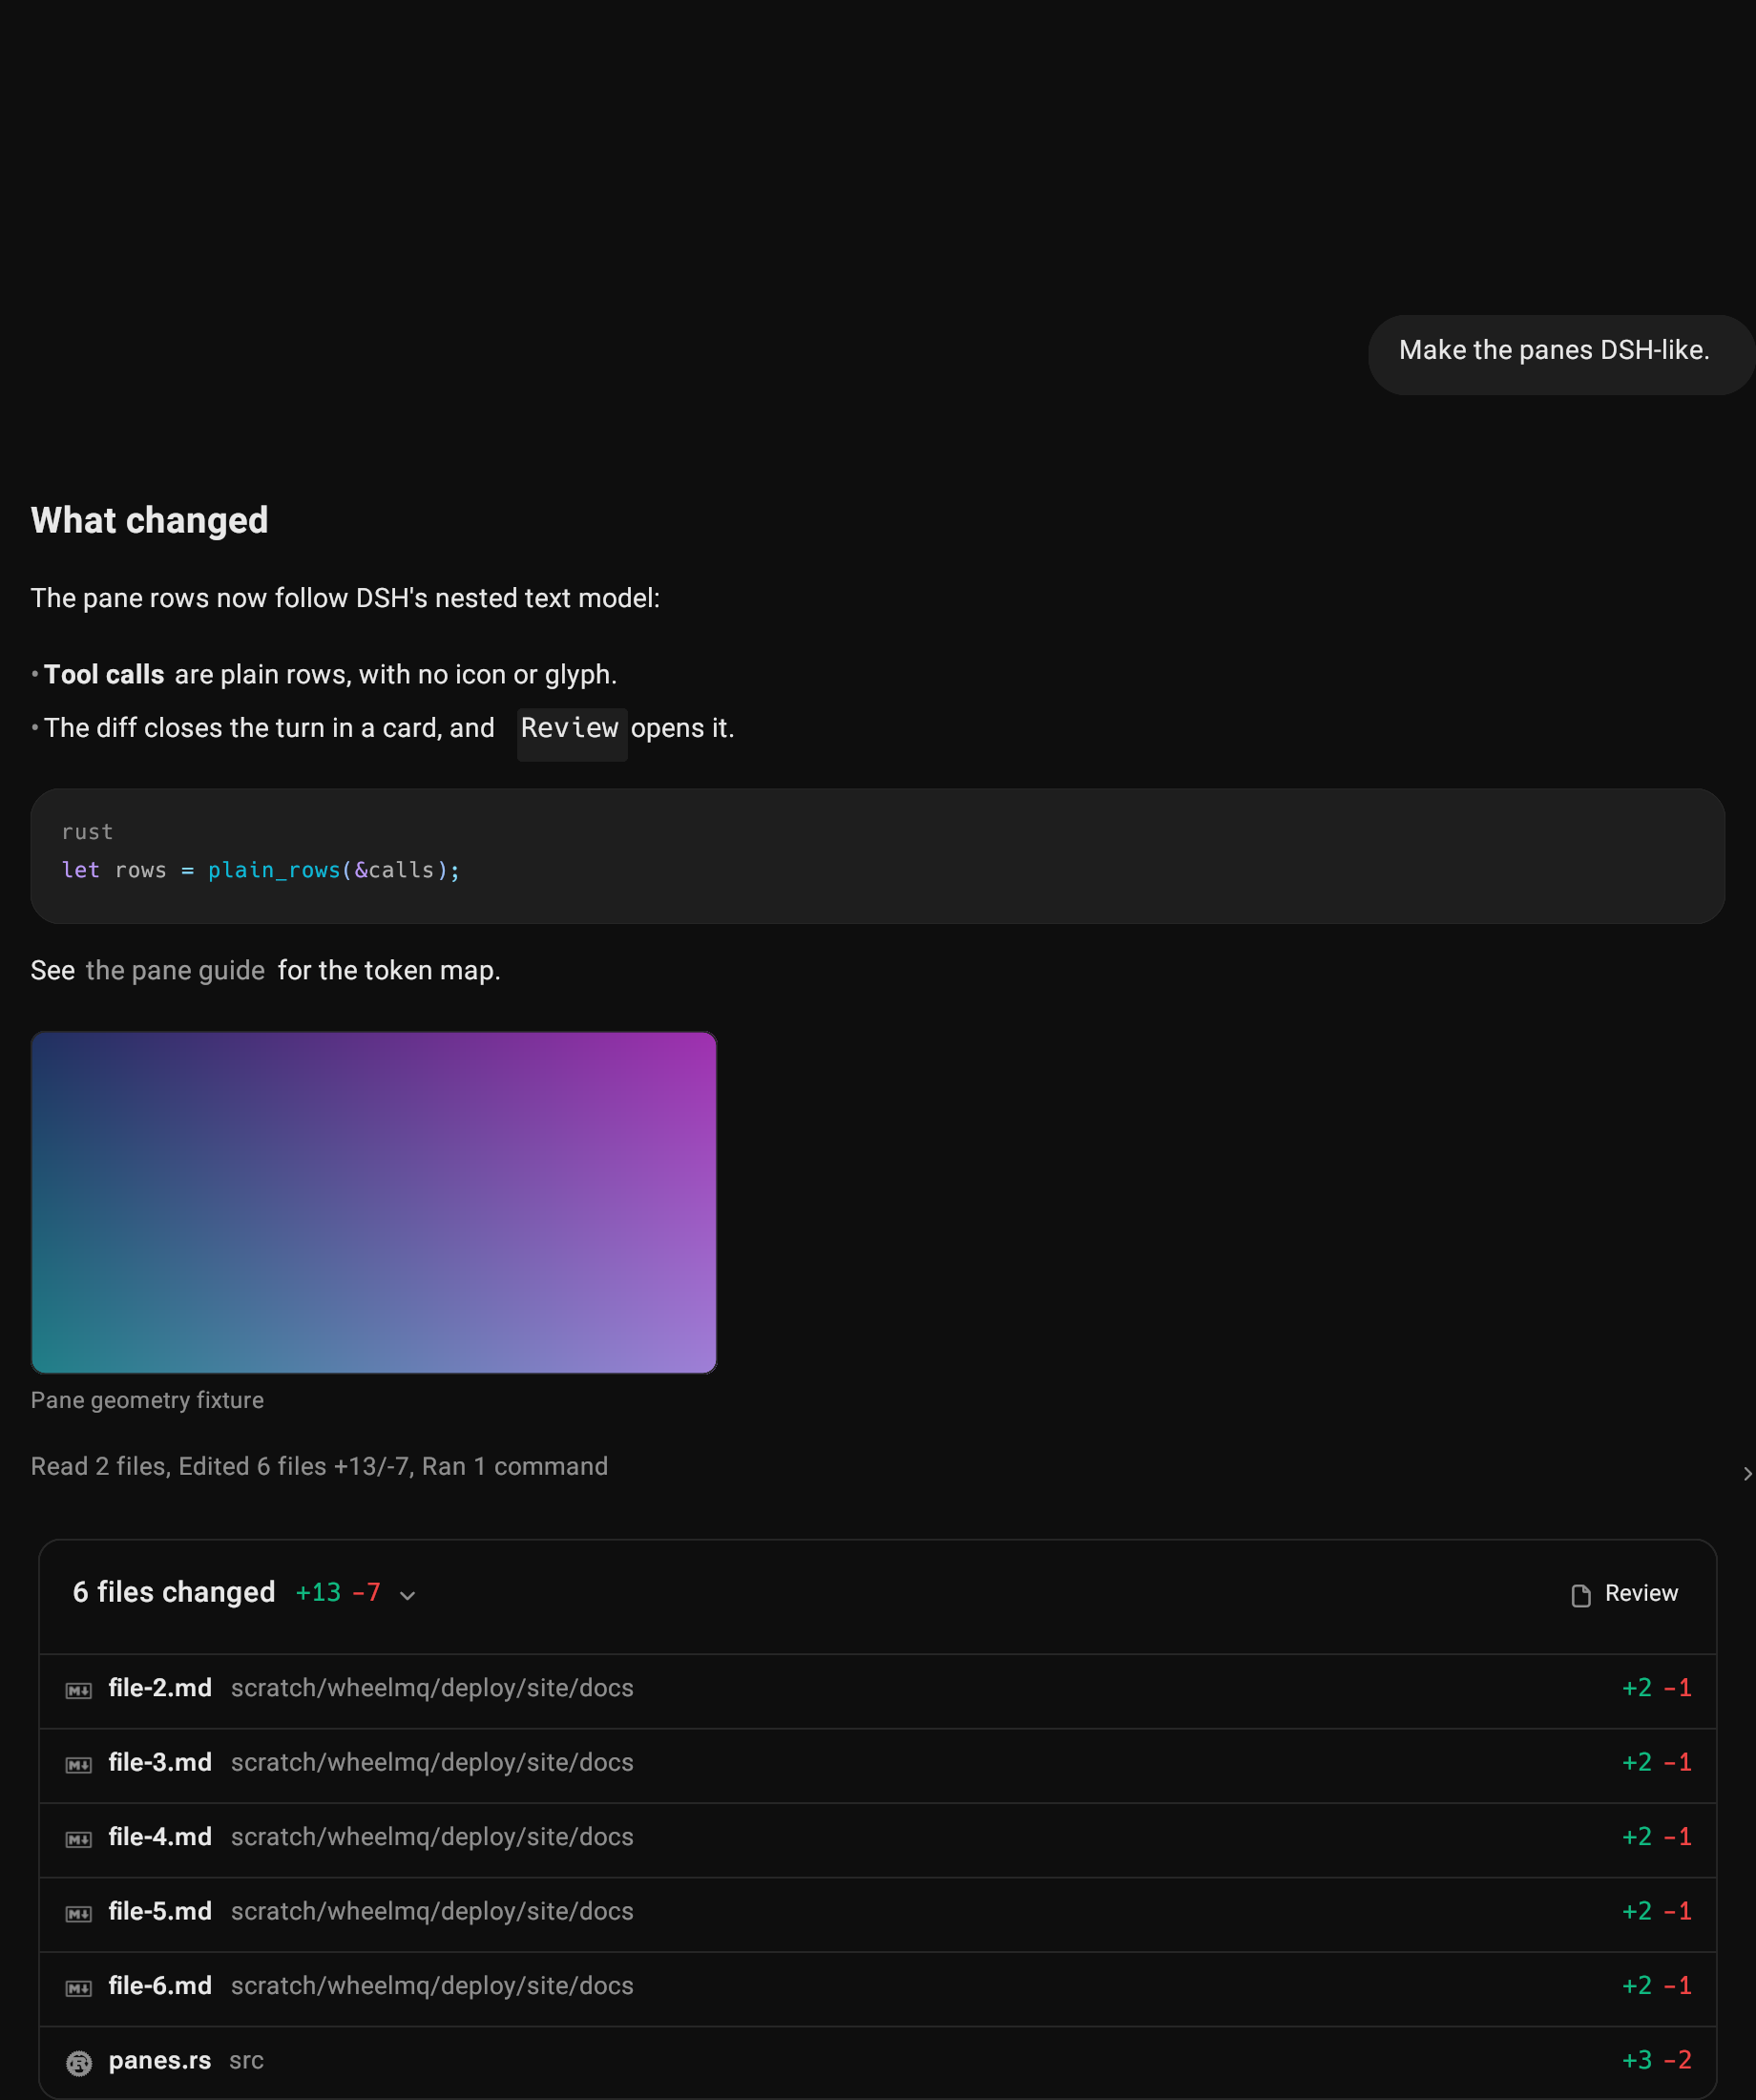 Make the panes DSH-like.
What changed
The pane rows now follow DSH's nested text model:
• Tool calls are plain rows, with no icon or glyph.
• The diff closes the turn in a card, and Review opens it.
rust
let rows = plain_rows(&calls);
See the pane guide for the token map.
Pane geometry fixture
Read 2 files, Edited 6 files +13/-7, Ran 1 command
6 files changed +13 -7 Review
M↓ file-2.md scratch/wheelmq/deploy/site/docs +2 -1
M↓ file-3.md scratch/wheelmq/deploy/site/docs +2 -1
M↓ file-4.md scratch/wheelmq/deploy/site/docs +2 -1
M↓ file-5.md scratch/wheelmq/deploy/site/docs +2 -1
M↓ file-6.md scratch/wheelmq/deploy/site/docs +2 -1
R panes.rs src +3 -2